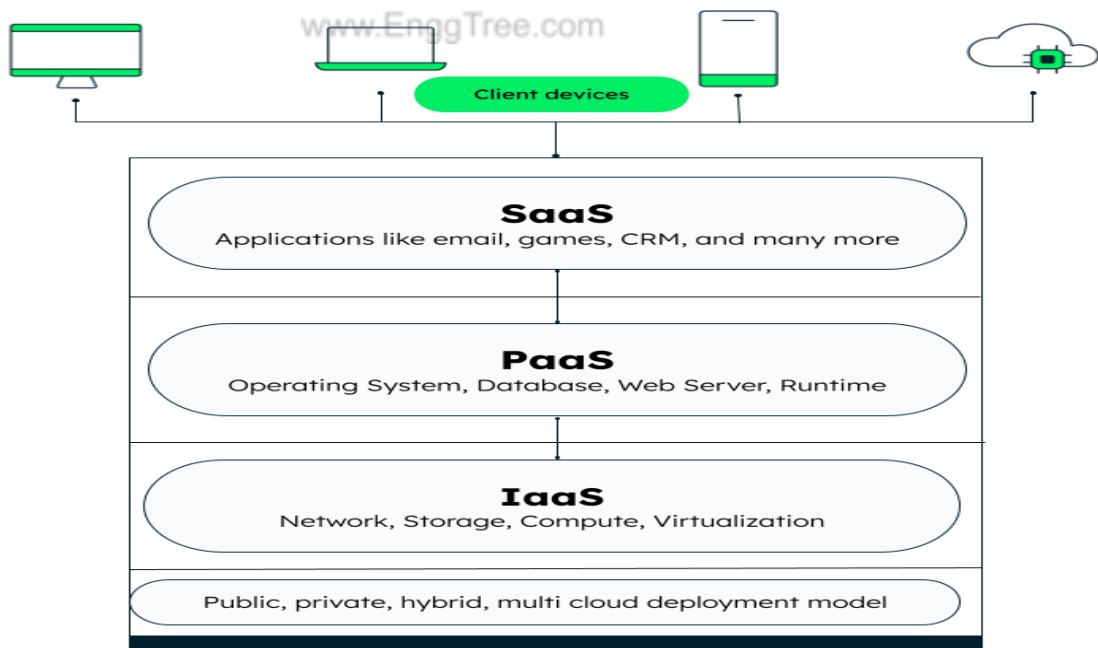 www.EnggTree.com
Client devices
SaaS
Applications like email, games, CRM, and many more
PaaS
Operating System, Database, Web Server, Runtime
IaaS
Network, Storage, Compute, Virtualization
Public, private, hybrid, multi cloud deployment model